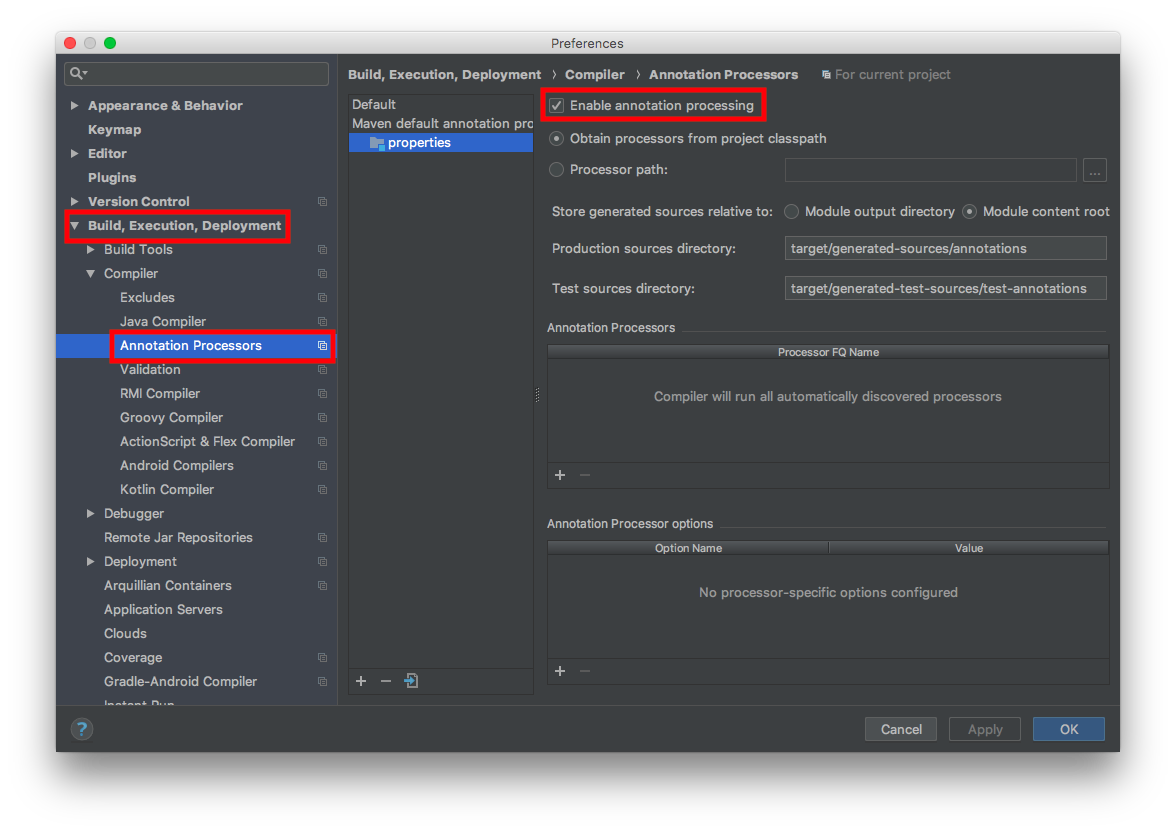 Preferences
Appearance & Behavior
Keymap
Editor
Plugins
Version Control
Build, Execution, Deployment
Build Tools
Compiler
Excludes
Java Compiler
Annotation Processors
Validation
RMI Compiler
Groovy Compiler
ActionScript & Flex Compiler
Android Compilers
Kotlin Compiler
Debugger
Remote Jar Repositories
Deployment
Arquillian Containers
Application Servers
Clouds
Coverage
Gradle-Android Compiler
Instant Run
Build, Execution, Deployment › Compiler › Annotation Processors For current project
Default
Maven default annotation pro
properties
Enable annotation processing
Obtain processors from project classpath
Processor path:
...
Store generated sources relative to: Module output directory Module content root
Production sources directory: target/generated-sources/annotations
Test sources directory: target/generated-test-sources/test-annotations
Annotation Processors
Processor FQ Name
Compiler will run all automatically discovered processors
Annotation Processor options
Option Name Value
No processor-specific options configured
? Cancel Apply OK